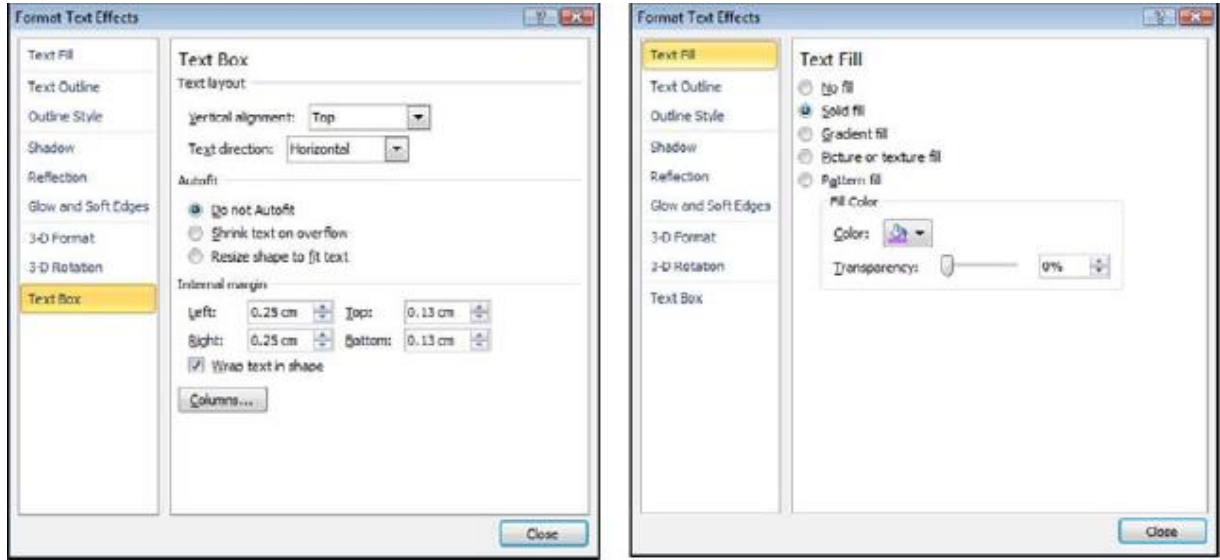 Format Text Effects
Text Fill
Text Outline
Outline Style
Shadow
Reflection
Glow and Soft Edges
3-D Format
3-D Rotation
Text Box
Text Box
Text layout
Vertical alignment: Top
Text direction: Horizontal
Autofit
Do not Autofit
Shrink text on overflow
Resize shape to fit text
Internal margin
Left: 0.25 cm Top: 0.13 cm
Right: 0.25 cm Bottom: 0.13 cm
Wrap text in shape
Columns...
Close
Format Text Effects
Text Fill
Text Outline
Outline Style
Shadow
Reflection
Glow and Soft Edges
3-D Format
3-D Rotation
Text Box
Text Fill
No fill
Solid fill
Gradient fill
Picture or texture fill
Pattern fill
Fill Color
Color:
Transparency: 0%
Close